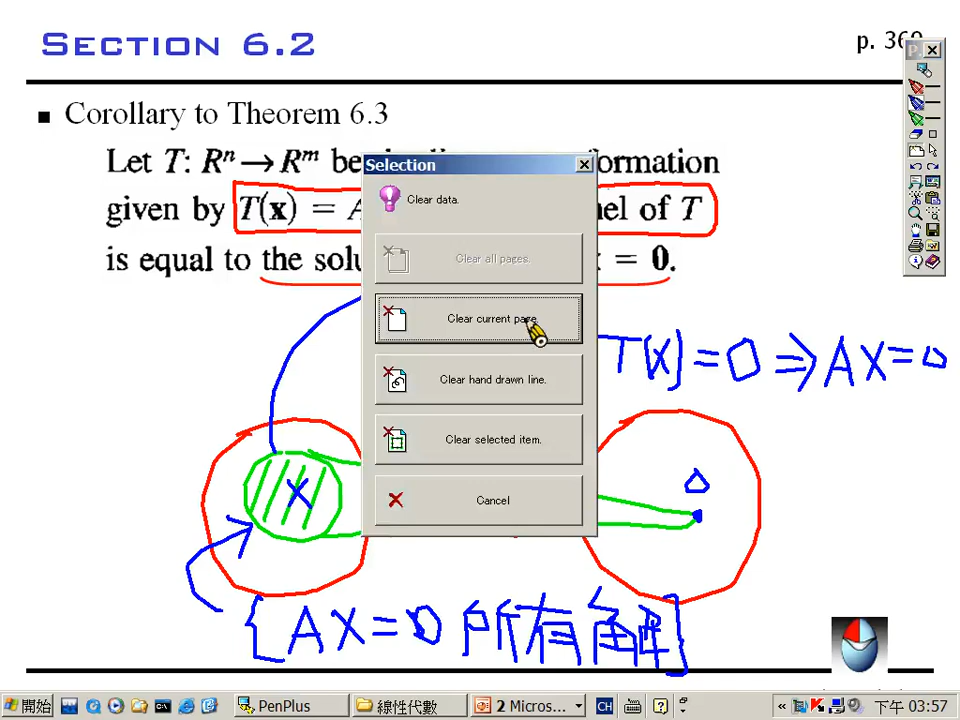 SECTION 6.2
p. 369
■ Corollary to Theorem 6.3
Let T: Rⁿ → Rᵐ be formation
given by T(x) = A nel of T
is equal to the solu x = 0.
Selection
Clear data.
Clear all pages.
Clear current page.
Clear hand drawn line.
Clear selected item.
Cancel
T(X) = 0 ⇒ AX = 0
X
0
{AX = 0 所有解}
開始
PenPlus
線性代數
2 Micros...
CH
下午 03:57